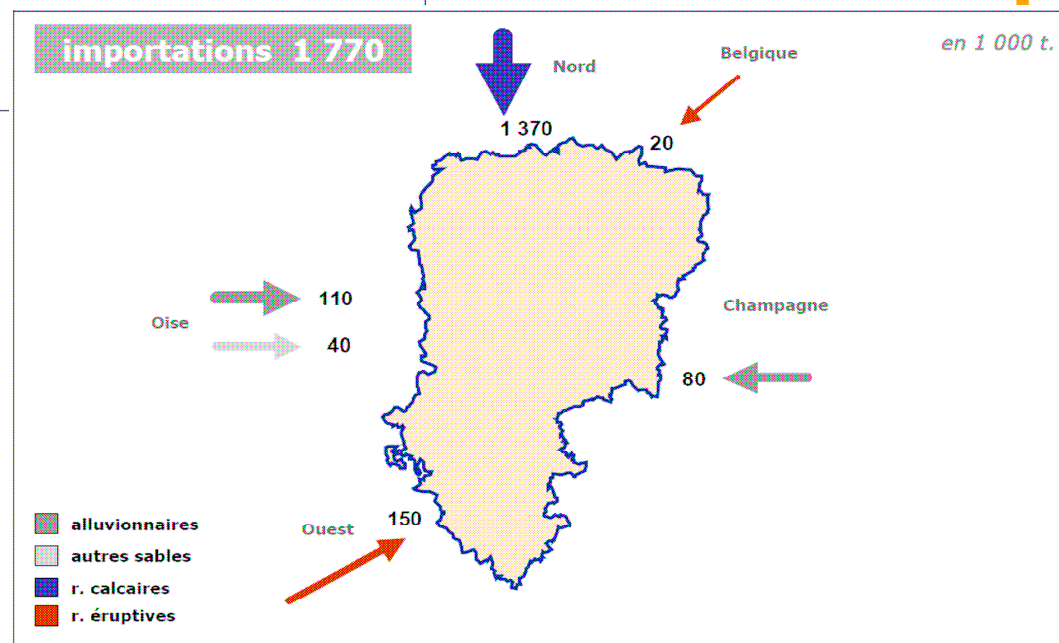 importations 1 770
en 1 000 t.
Nord
Belgique
1 370
20
110
Oise
40
Champagne
80
150
Ouest
alluvionnaires
autres sables
r. calcaires
r. éruptives